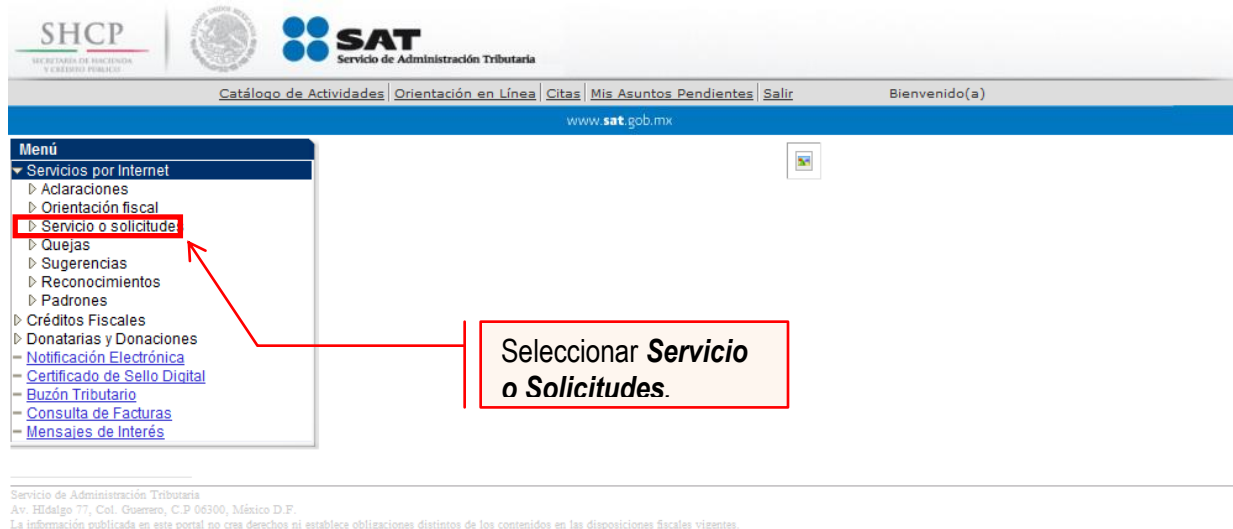 SHCP
SECRETARÍA DE HACIENDA
Y CRÉDITO PÚBLICO
ESTADOS UNIDOS MEXICANOS
SAT
Servicio de Administración Tributaria
Catálogo de Actividades Orientación en Línea Citas Mis Asuntos Pendientes Salir Bienvenido(a)
www.sat.gob.mx
Menú
Servicios por Internet
Aclaraciones
Orientación fiscal
Servicio o solicitudes
Quejas
Sugerencias
Reconocimientos
Padrones
Créditos Fiscales
Donatarias y Donaciones
Notificación Electrónica
Certificado de Sello Digital
Buzón Tributario
Consulta de Facturas
Mensajes de Interés
Seleccionar Servicio
o Solicitudes.
Servicio de Administración Tributaria
Av. HIdalgo 77, Col. Guerrero, C.P 06300, México D.F.
La información publicada en este portal no crea derechos ni establece obligaciones distintos de los contenidos en las disposiciones fiscales vigentes.